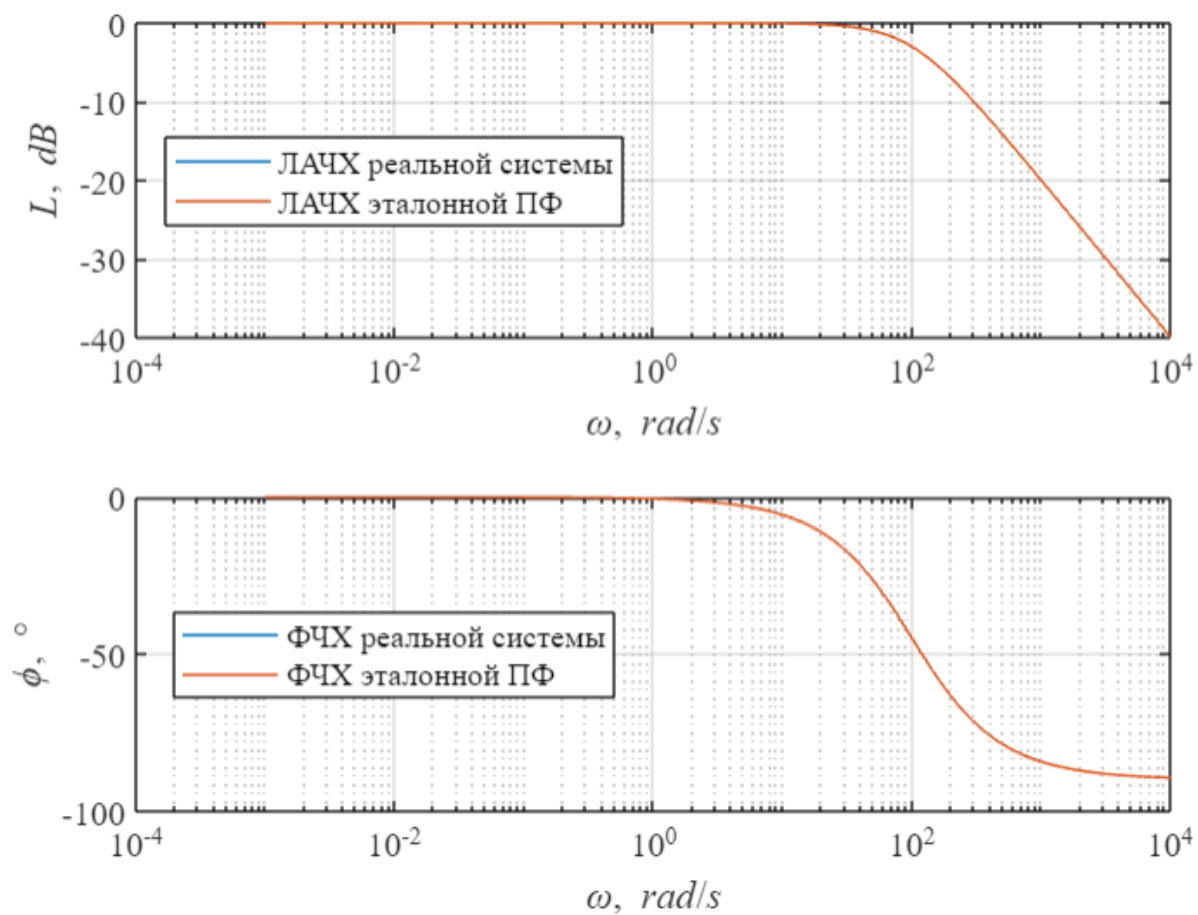 0
-10
-20
-30
-40
L, dB
ЛАЧХ реальной системы
ЛАЧХ эталонной ПФ
10⁻⁴ 10⁻² 10⁰ 10² 10⁴
ω, rad/s
0
-50
-100
ϕ, °
ФЧХ реальной системы
ФЧХ эталонной ПФ
10⁻⁴ 10⁻² 10⁰ 10² 10⁴
ω, rad/s